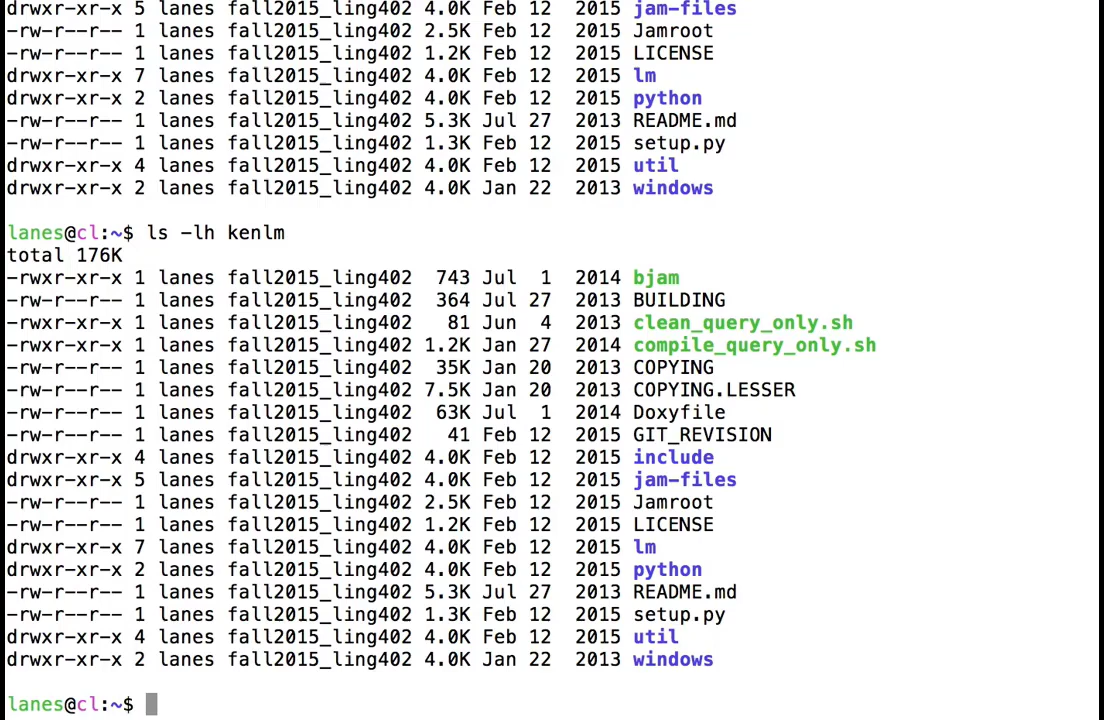 drwxr-xr-x 5 lanes fall2015_ling402 4.0K Feb 12  2015 jam-files
-rw-r--r-- 1 lanes fall2015_ling402 2.5K Feb 12  2015 Jamroot
-rw-r--r-- 1 lanes fall2015_ling402 1.2K Feb 12  2015 LICENSE
drwxr-xr-x 7 lanes fall2015_ling402 4.0K Feb 12  2015 lm
drwxr-xr-x 2 lanes fall2015_ling402 4.0K Feb 12  2015 python
-rw-r--r-- 1 lanes fall2015_ling402 5.3K Jul 27  2013 README.md
-rw-r--r-- 1 lanes fall2015_ling402 1.3K Feb 12  2015 setup.py
drwxr-xr-x 4 lanes fall2015_ling402 4.0K Feb 12  2015 util
drwxr-xr-x 2 lanes fall2015_ling402 4.0K Jan 22  2013 windows
lanes@cl:~$ ls -lh kenlm
total 176K
-rwxr-xr-x 1 lanes fall2015_ling402  743 Jul  1  2014 bjam
-rw-r--r-- 1 lanes fall2015_ling402  364 Jul 27  2013 BUILDING
-rwxr-xr-x 1 lanes fall2015_ling402   81 Jun  4  2013 clean_query_only.sh
-rwxr-xr-x 1 lanes fall2015_ling402 1.2K Jan 27  2014 compile_query_only.sh
-rw-r--r-- 1 lanes fall2015_ling402  35K Jan 20  2013 COPYING
-rw-r--r-- 1 lanes fall2015_ling402 7.5K Jan 20  2013 COPYING.LESSER
-rw-r--r-- 1 lanes fall2015_ling402  63K Jul  1  2014 Doxyfile
-rw-r--r-- 1 lanes fall2015_ling402   41 Feb 12  2015 GIT_REVISION
drwxr-xr-x 4 lanes fall2015_ling402 4.0K Feb 12  2015 include
drwxr-xr-x 5 lanes fall2015_ling402 4.0K Feb 12  2015 jam-files
-rw-r--r-- 1 lanes fall2015_ling402 2.5K Feb 12  2015 Jamroot
-rw-r--r-- 1 lanes fall2015_ling402 1.2K Feb 12  2015 LICENSE
drwxr-xr-x 7 lanes fall2015_ling402 4.0K Feb 12  2015 lm
drwxr-xr-x 2 lanes fall2015_ling402 4.0K Feb 12  2015 python
-rw-r--r-- 1 lanes fall2015_ling402 5.3K Jul 27  2013 README.md
-rw-r--r-- 1 lanes fall2015_ling402 1.3K Feb 12  2015 setup.py
drwxr-xr-x 4 lanes fall2015_ling402 4.0K Feb 12  2015 util
drwxr-xr-x 2 lanes fall2015_ling402 4.0K Jan 22  2013 windows
lanes@cl:~$